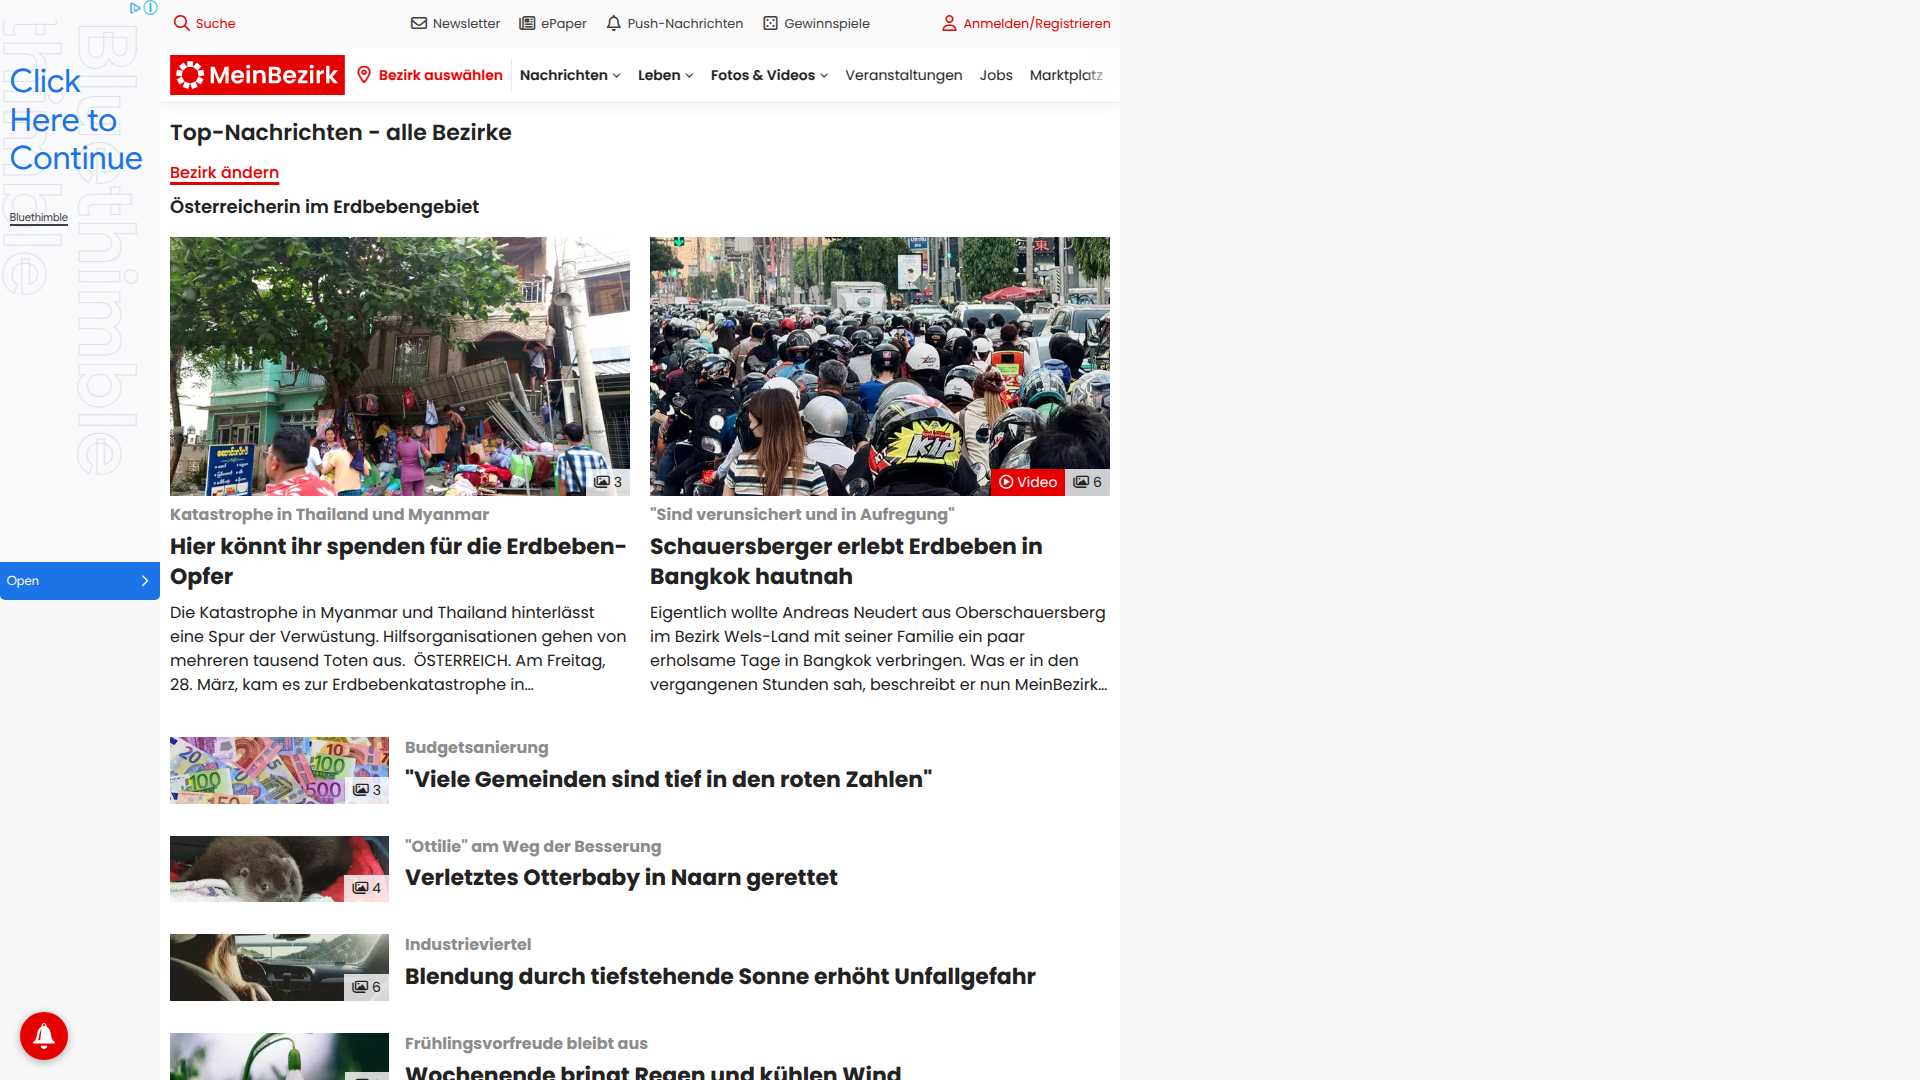 Click
Here to
Continue
Bluethimble
Bluethimble
Bluethimble
Open
Suche
Newsletter
ePaper
Push-Nachrichten
Gewinnspiele
Anmelden/Registrieren
MeinBezirk
Bezirk auswählen
Nachrichten
Leben
Fotos & Videos
Veranstaltungen
Jobs
Marktplatz
Top-Nachrichten - alle Bezirke
Bezirk ändern
Österreicherin im Erdbebengebiet
3
KiP
Video
6
Katastrophe in Thailand und Myanmar
Hier könnt ihr spenden für die Erdbeben-
Opfer
Die Katastrophe in Myanmar und Thailand hinterlässt
eine Spur der Verwüstung. Hilfsorganisationen gehen von
mehreren tausend Toten aus. ÖSTERREICH. Am Freitag,
28. März, kam es zur Erdbebenkatastrophe in...
"Sind verunsichert und in Aufregung"
Schauersberger erlebt Erdbeben in
Bangkok hautnah
Eigentlich wollte Andreas Neudert aus Oberschauersberg
im Bezirk Wels-Land mit seiner Familie ein paar
erholsame Tage in Bangkok verbringen. Was er in den
vergangenen Stunden sah, beschreibt er nun MeinBezirk...
3
Budgetsanierung
"Viele Gemeinden sind tief in den roten Zahlen"
4
"Ottilie" am Weg der Besserung
Verletztes Otterbaby in Naarn gerettet
6
Industrieviertel
Blendung durch tiefstehende Sonne erhöht Unfallgefahr
Frühlingsvorfreude bleibt aus
Wochenende bringt Regen und kühlen Wind